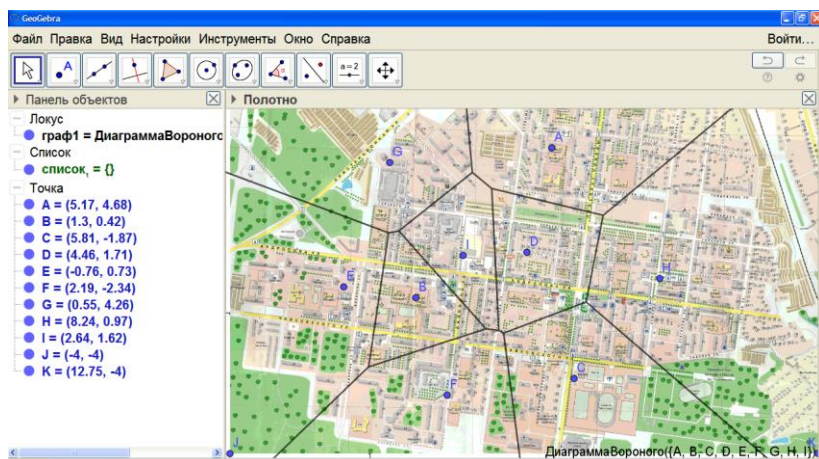 GeoGebra
Файл Правка Вид Настройки Инструменты Окно Справка Войти...
A
a = 2
Панель объектов
Полотно
Локус
граф1 = ДиаграммаВороного
Список
список₁ = {}
Точка
A = (5.17, 4.68)
B = (1.3, 0.42)
C = (5.81, -1.87)
D = (4.46, 1.71)
E = (-0.76, 0.73)
F = (2.19, -2.34)
G = (0.55, 4.26)
H = (8.24, 0.97)
I = (2.64, 1.62)
J = (-4, -4)
K = (12.75, -4)
A
G
I
D
H
E
B
C
F
J
K
ДиаграммаВороного({A, B, C, D, E, F, G, H, I})